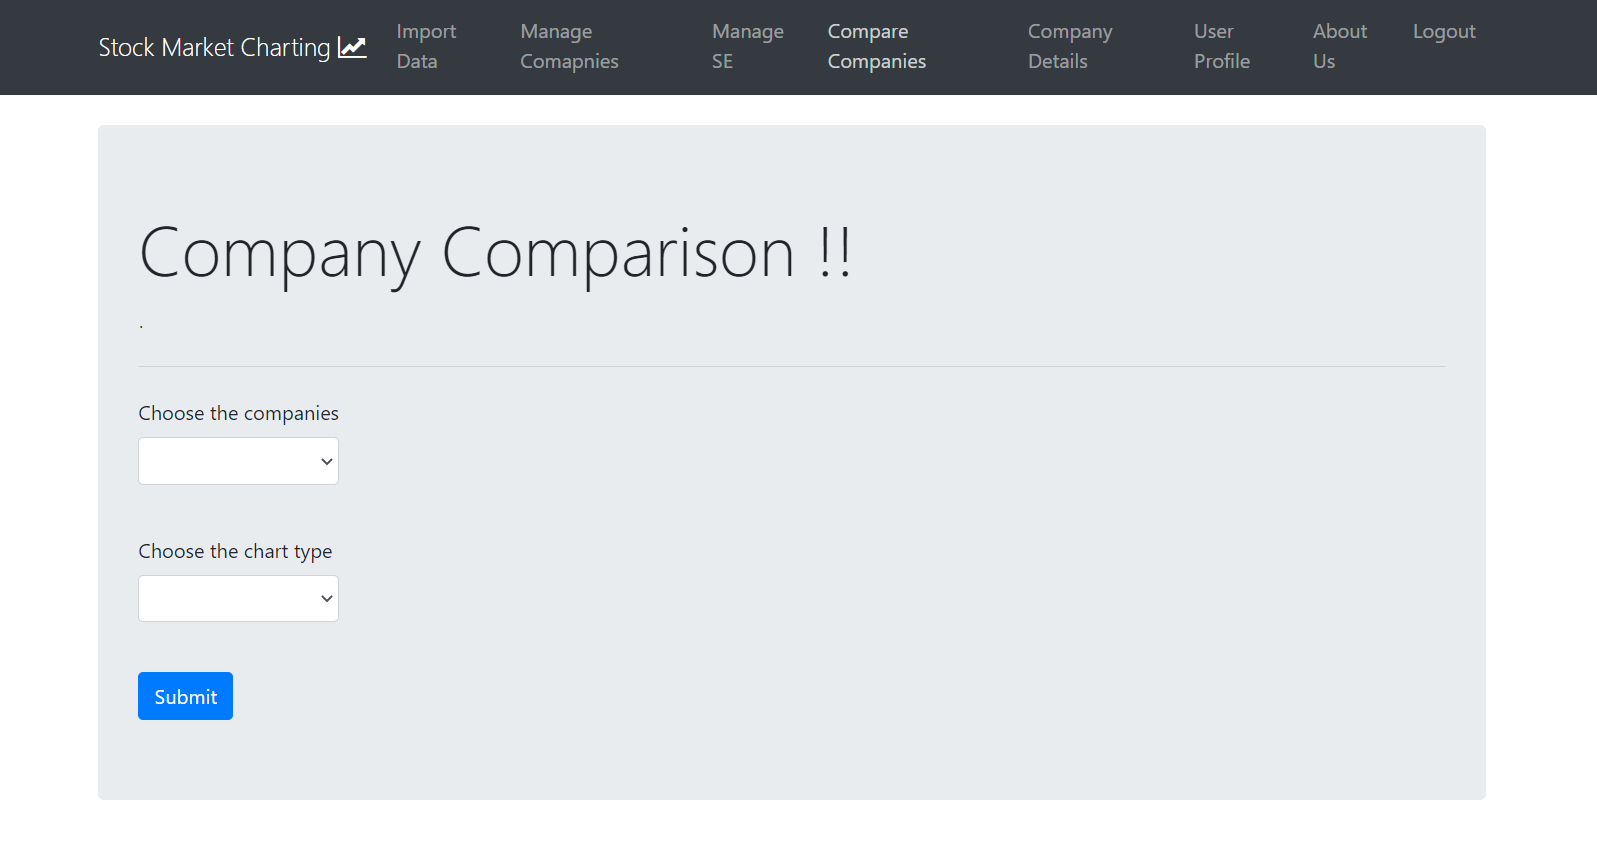 Stock Market Charting
Import Data
Manage Comapnies
Manage SE
Compare Companies
Company Details
User Profile
About Us
Logout
Company Comparison !!
.
Choose the companies
Choose the chart type
Submit